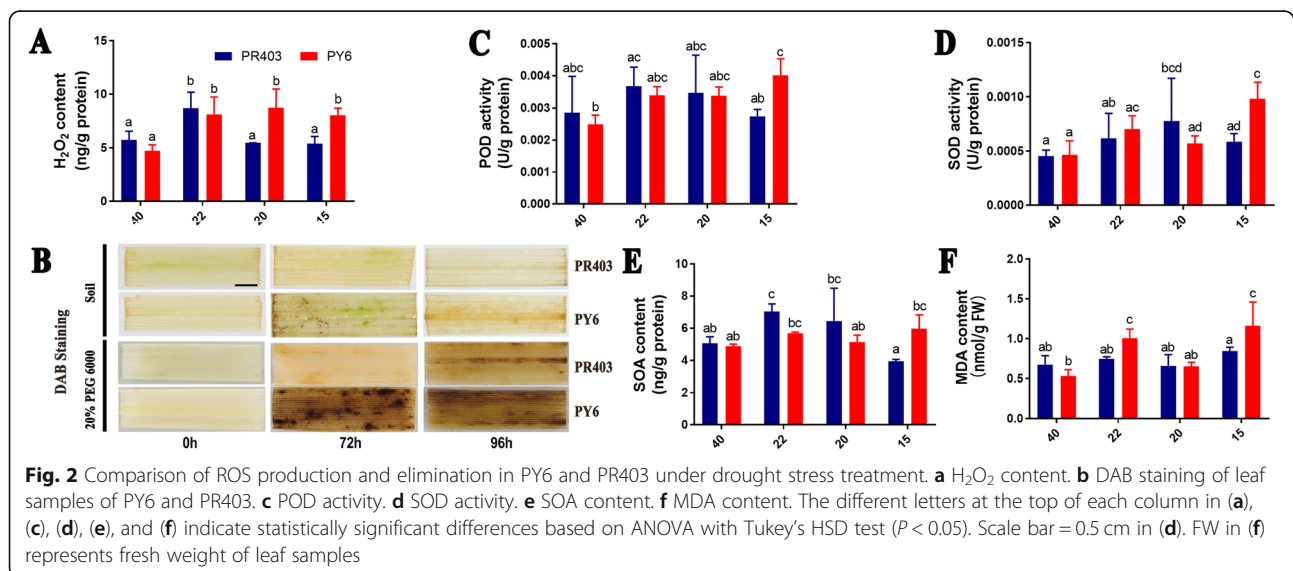 A
H₂O₂ content
(ng/g protein)
15
10
5
0
PR403
PY6
a
a
b
b
a
b
a
b
40
22
20
15
C
POD activity
(U/g protein)
0.005
0.004
0.003
0.002
0.001
0.000
abc
b
ac
abc
abc
abc
ab
c
40
22
20
15
D
SOD activity
(U/g protein)
0.0015
0.0010
0.0005
0.0000
a
a
ab
ac
bcd
ad
ad
c
40
22
20
15
B
DAB Staining
Soil
20% PEG 6000
PR403
PY6
PR403
PY6
0h
72h
96h
E
SOA content
(ng/g protein)
10
8
6
4
2
0
ab
ab
c
bc
bc
ab
a
bc
40
22
20
15
F
MDA content
(nmol/g FW)
2.0
1.5
1.0
0.5
0.0
ab
b
ab
c
ab
ab
a
c
40
22
20
15
Fig. 2 Comparison of ROS production and elimination in PY6 and PR403 under drought stress treatment. a H₂O₂ content. b DAB staining of leaf
samples of PY6 and PR403. c POD activity. d SOD activity. e SOA content. f MDA content. The different letters at the top of each column in (a),
(c), (d), (e), and (f) indicate statistically significant differences based on ANOVA with Tukey's HSD test (P < 0.05). Scale bar = 0.5 cm in (d). FW in (f)
represents fresh weight of leaf samples